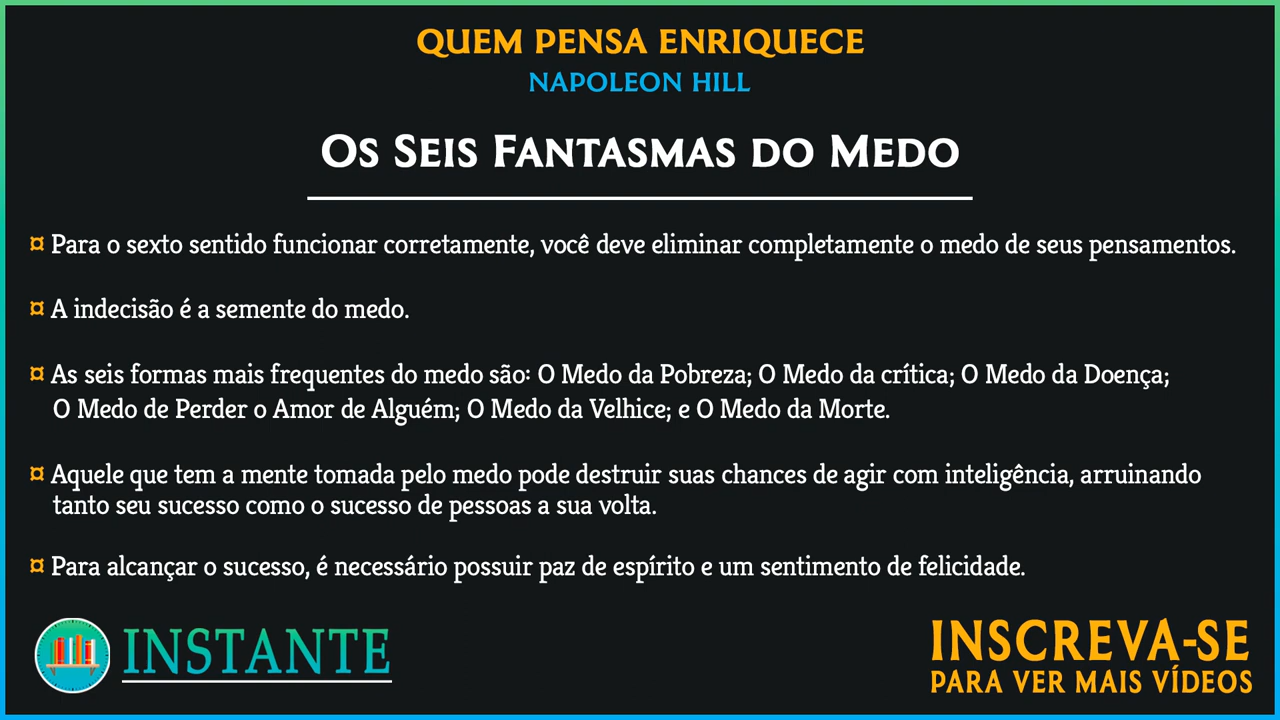 QUEM PENSA ENRIQUECE
NAPOLEON HILL
Os Seis Fantasmas do Medo
¤ Para o sexto sentido funcionar corretamente, você deve eliminar completamente o medo de seus pensamentos.
¤ A indecisão é a semente do medo.
¤ As seis formas mais frequentes do medo são: O Medo da Pobreza; O Medo da crítica; O Medo da Doença;
O Medo de Perder o Amor de Alguém; O Medo da Velhice; e O Medo da Morte.
¤ Aquele que tem a mente tomada pelo medo pode destruir suas chances de agir com inteligência, arruinando
tanto seu sucesso como o sucesso de pessoas a sua volta.
¤ Para alcançar o sucesso, é necessário possuir paz de espírito e um sentimento de felicidade.
INSTANTE
INSCREVA-SE
PARA VER MAIS VÍDEOS